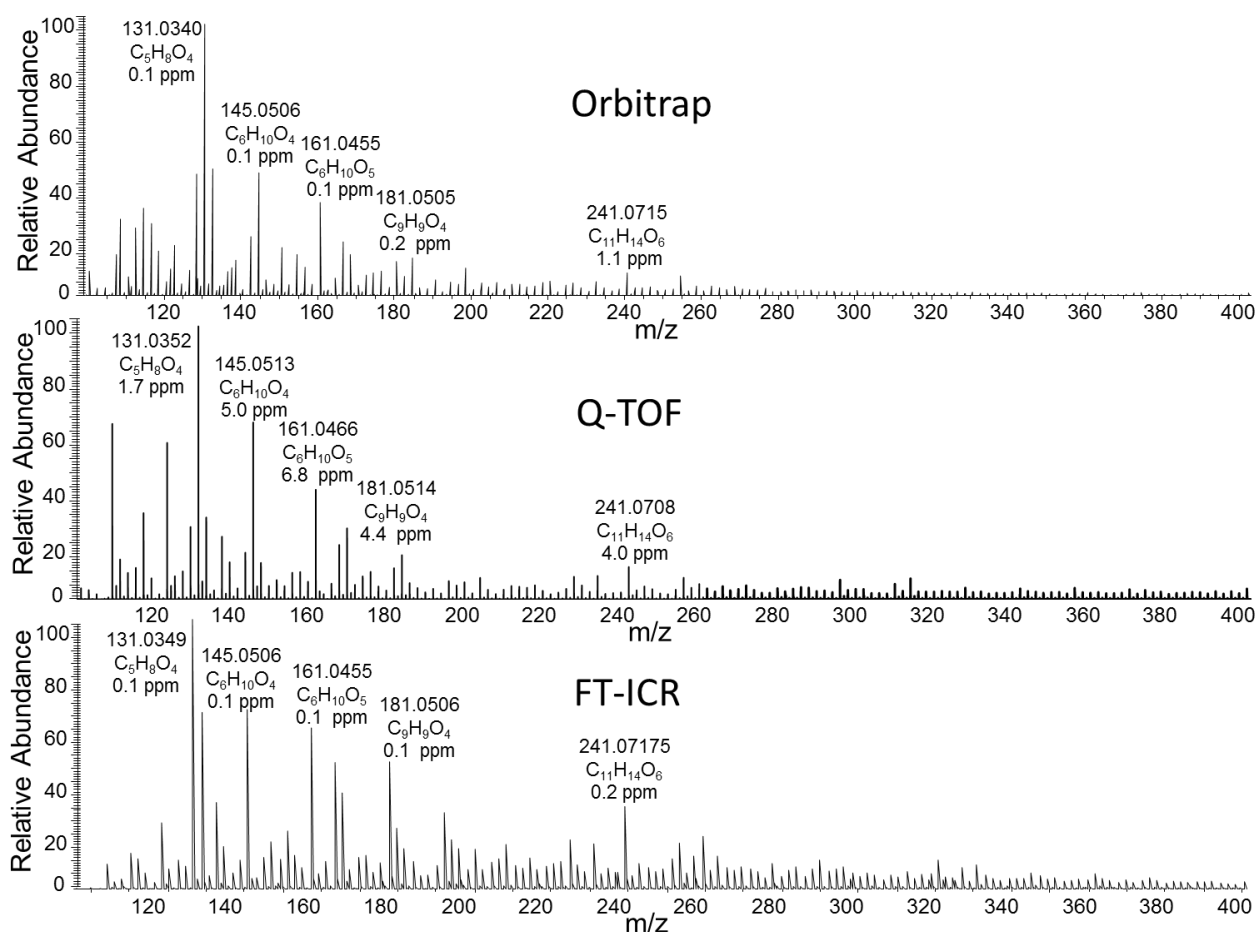 Relative Abundance
100
80
60
40
20
0
131.0340
C₅H₈O₄
0.1 ppm
145.0506
C₆H₁₀O₄
0.1 ppm
161.0455
C₆H₁₀O₅
0.1 ppm
181.0505
C₉H₉O₄
0.2 ppm
241.0715
C₁₁H₁₄O₆
1.1 ppm
Orbitrap
120 140 160 180 200 220 240 260 280 300 320 340 360 380 400
m/z
Relative Abundance
100
80
60
40
20
0
131.0352
C₅H₈O₄
1.7 ppm
145.0513
C₆H₁₀O₄
5.0 ppm
161.0466
C₆H₁₀O₅
6.8 ppm
181.0514
C₉H₉O₄
4.4 ppm
241.0708
C₁₁H₁₄O₆
4.0 ppm
Q-TOF
120 140 160 180 200 220 240 260 280 300 320 340 360 380 400
m/z
Relative Abundance
100
80
60
40
20
0
131.0349
C₅H₈O₄
0.1 ppm
145.0506
C₆H₁₀O₄
0.1 ppm
161.0455
C₆H₁₀O₅
0.1 ppm
181.0506
C₉H₉O₄
0.1 ppm
241.07175
C₁₁H₁₄O₆
0.2 ppm
FT-ICR
120 140 160 180 200 220 240 260 280 300 320 340 360 380 400
m/z